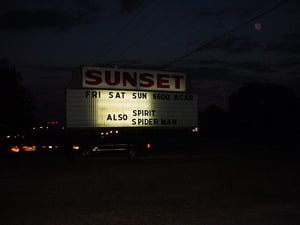 SUNSET
FRI SAT SUN $600 A CAR
SPIRIT
ALSO SPIDER MAN